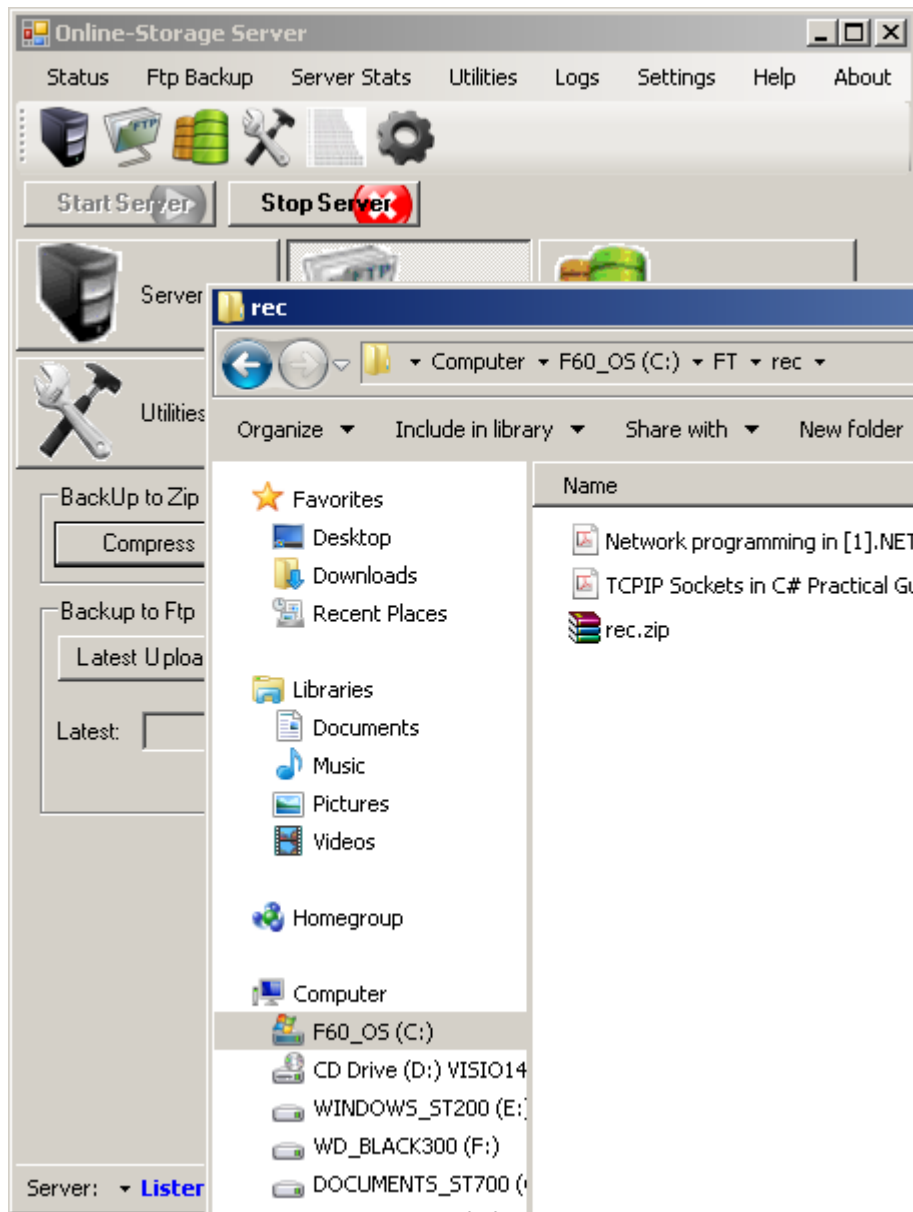 Online-Storage Server
Status Ftp Backup Server Stats Utilities Logs Settings Help About
FTP
Start Server Stop Server
FTP
Server
Utilities
BackUp to Zip
Compress
Backup to Ftp
Latest Uploa
Latest:
Server: Lister
rec
Computer F60_OS (C:) FT rec
Organize Include in library Share with New folder
Favorites
Desktop
Downloads
Recent Places
Libraries
Documents
Music
Pictures
Videos
Homegroup
Computer
F60_OS (C:)
CD Drive (D:) VISIO14
WINDOWS_ST200 (E:)
WD_BLACK300 (F:)
DOCUMENTS_ST700 (
Name
Network programming in [1].NET
TCPIP Sockets in C# Practical Gu
rec.zip